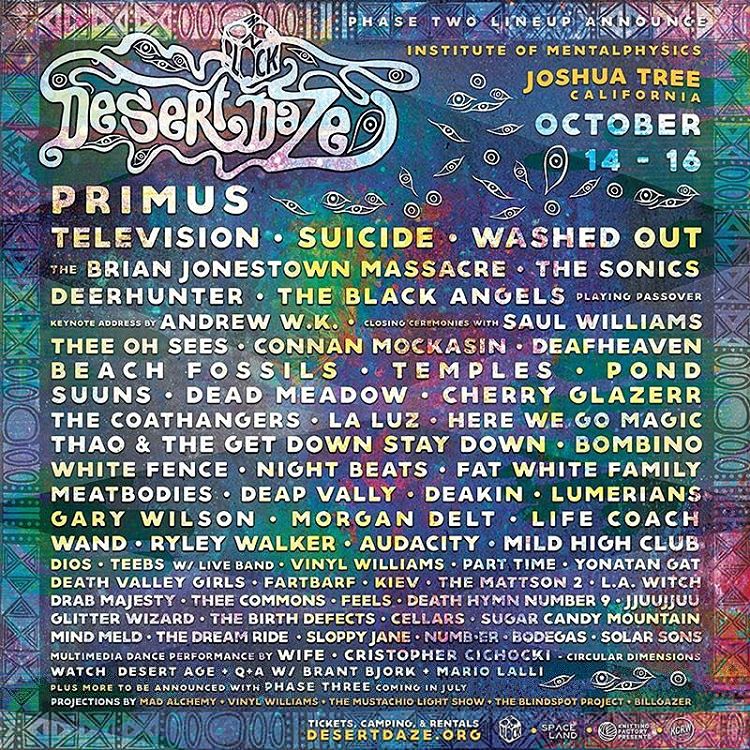 PHASE TWO LINEUP ANNOUNCE
BLOCK
DESERT DAZE
INSTITUTE OF MENTALPHYSICS
JOSHUA TREE
CALIFORNIA
OCTOBER
14 - 16
PRIMUS
TELEVISION • SUICIDE • WASHED OUT
THE BRIAN JONESTOWN MASSACRE • THE SONICS
DEERHUNTER • THE BLACK ANGELS PLAYING PASSOVER
KEYNOTE ADDRESS BY ANDREW W.K. • CLOSING CEREMONIES WITH SAUL WILLIAMS
THEE OH SEES • CONNAN MOCKASIN • DEAFHEAVEN
BEACH FOSSILS • TEMPLES • POND
SUUNS • DEAD MEADOW • CHERRY GLAZERR
THE COATHANGERS • LA LUZ • HERE WE GO MAGIC
THAO & THE GET DOWN STAY DOWN • BOMBINO
WHITE FENCE • NIGHT BEATS • FAT WHITE FAMILY
MEATBODIES • DEAP VALLY • DEAKIN • LUMERIANS
GARY WILSON • MORGAN DELT • LIFE COACH
WAND • RYLEY WALKER • AUDACITY • MILD HIGH CLUB
DIOS • TEEBS W/ LIVE BAND • VINYL WILLIAMS • PART TIME • YONATAN GAT
DEATH VALLEY GIRLS • FARTBARF • KIEV • THE MATTSON 2 • L.A. WITCH
DRAB MAJESTY • THEE COMMONS • FEELS • DEATH HYMN NUMBER 9 • JJUUJJUU
GLITTER WIZARD • THE BIRTH DEFECTS • CELLARS • SUGAR CANDY MOUNTAIN
MIND MELD • THE DREAM RIDE • SLOPPY JANE • NUMB.ER • BODEGAS • SOLAR SONS
MULTIMEDIA DANCE PERFORMANCE BY WIFE • CRISTOPHER CICHOCKI - CIRCULAR DIMENSIONS
WATCH DESERT AGE + Q+A W/ BRANT BJORK + MARIO LALLI
PLUS MORE TO BE ANNOUNCED WITH PHASE THREE COMING IN JULY
PROJECTIONS BY MAD ALCHEMY • VINYL WILLIAMS • THE MUSTACHIO LIGHT SHOW • THE BLINDSPOT PROJECT • BILLGAZER
TICKETS, CAMPING, & RENTALS
DESERTDAZE.ORG
SPACE LAND
KNITTING FACTORY PRESENTS
KCRW